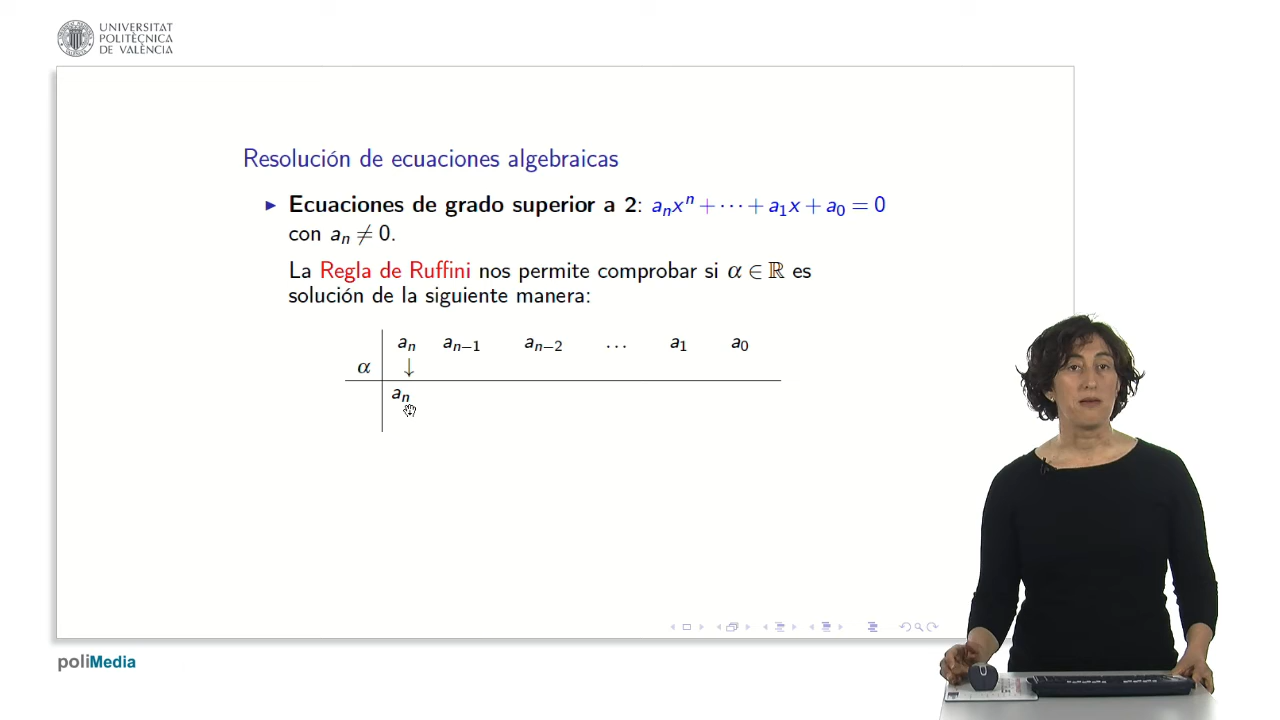 UNIVERSITAT
POLITÈCNICA
DE VALÈNCIA
Resolución de ecuaciones algebraicas
▶ Ecuaciones de grado superior a 2: aₙxⁿ + ⋯ + a₁x + a₀ = 0
con aₙ ≠ 0.
La Regla de Ruffini nos permite comprobar si α ∈ ℝ es
solución de la siguiente manera:
aₙ aₙ₋₁ aₙ₋₂ … a₁ a₀
α ↓
aₙ
poliMedia